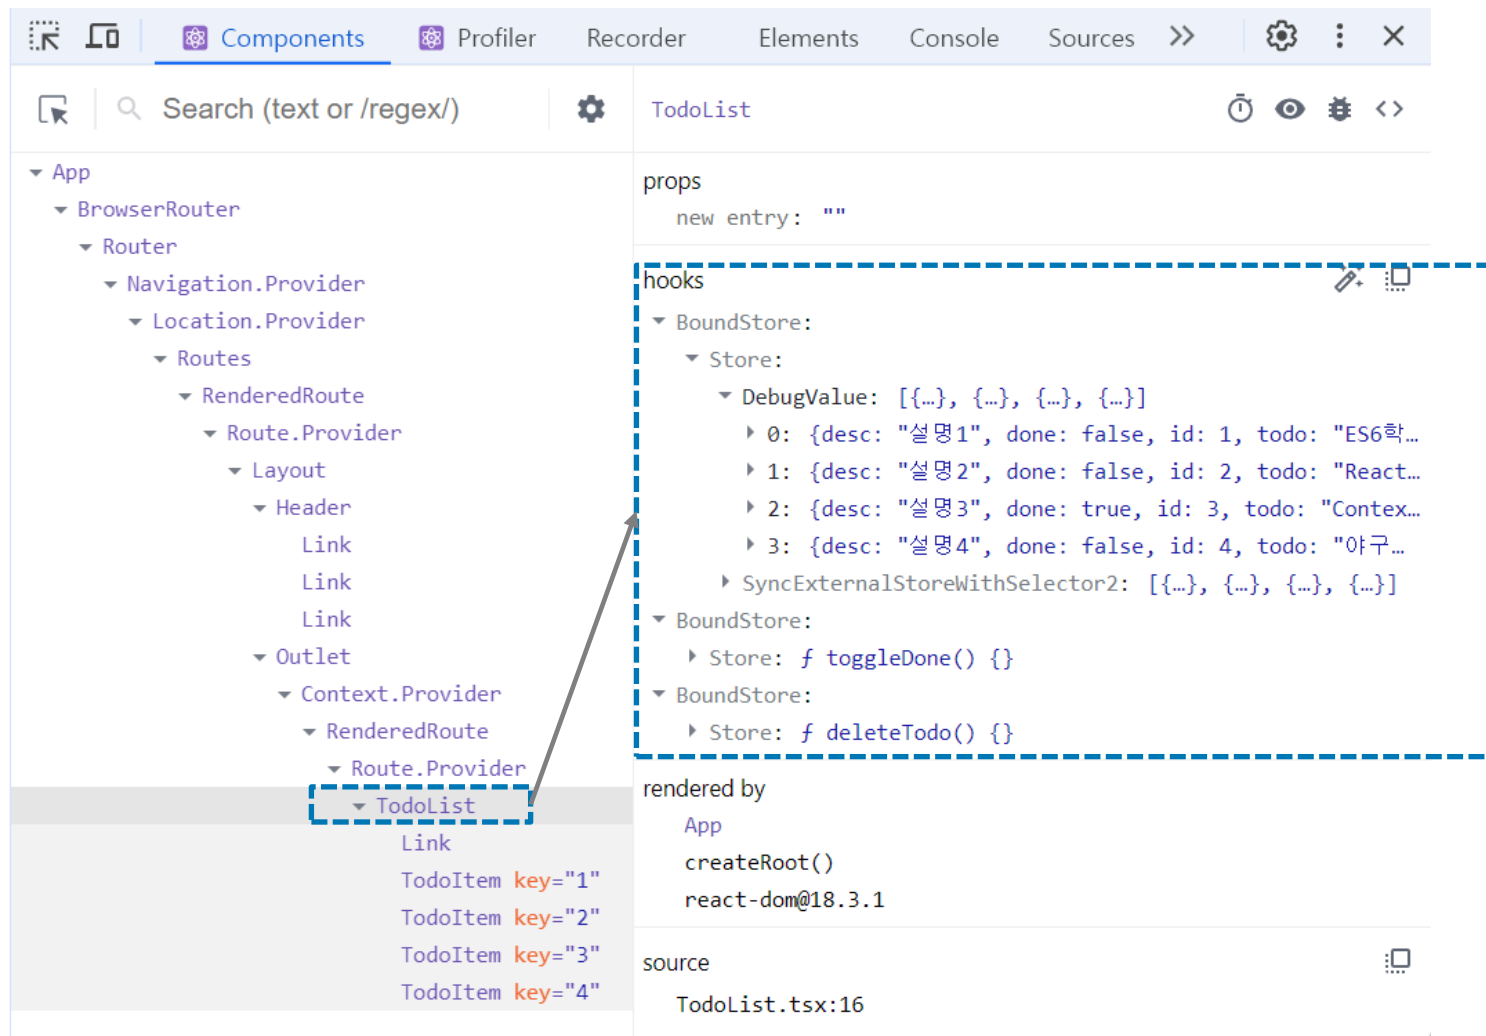 Components Profiler Recorder Elements Console Sources
Search (text or /regex/)
App
BrowserRouter
Router
Navigation.Provider
Location.Provider
Routes
RenderedRoute
Route.Provider
Layout
Header
Link
Link
Link
Outlet
Context.Provider
RenderedRoute
Route.Provider
TodoList
Link
TodoItem key="1"
TodoItem key="2"
TodoItem key="3"
TodoItem key="4"
TodoList
props
new entry: ""
hooks
BoundStore:
Store:
DebugValue: [{…}, {…}, {…}, {…}]
0: {desc: "설명1", done: false, id: 1, todo: "ES6학…
1: {desc: "설명2", done: false, id: 2, todo: "React…
2: {desc: "설명3", done: true, id: 3, todo: "Contex…
3: {desc: "설명4", done: false, id: 4, todo: "야구…
SyncExternalStoreWithSelector2: [{…}, {…}, {…}, {…}]
BoundStore:
Store: ƒ toggleDone() {}
BoundStore:
Store: ƒ deleteTodo() {}
rendered by
App
createRoot()
react-dom@18.3.1
source
TodoList.tsx:16